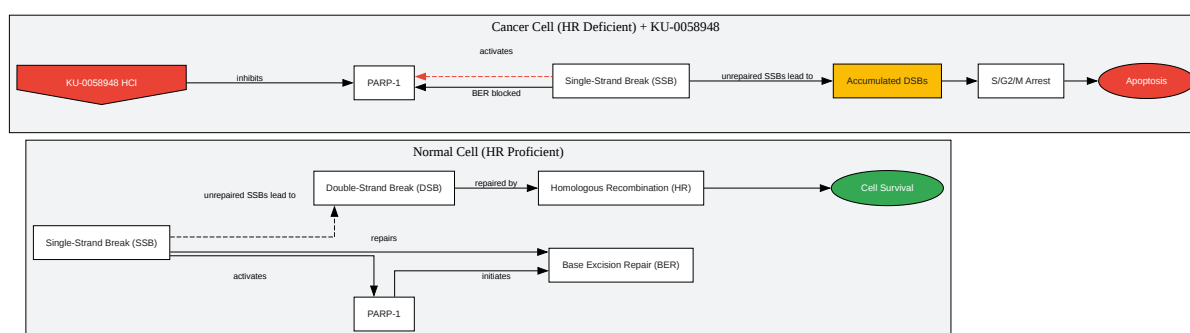 Cancer Cell (HR Deficient) + KU-0058948
activates
KU-0058948 HCl
inhibits
PARP-1
BER blocked
Single-Strand Break (SSB)
unrepaired SSBs lead to
Accumulated DSBs
S/G2/M Arrest
Apoptosis
Normal Cell (HR Proficient)
unrepaired SSBs lead to
Double-Strand Break (DSB)
repaired by
Homologous Recombination (HR)
Cell Survival
Single-Strand Break (SSB)
repairs
Base Excision Repair (BER)
activates
initiates
PARP-1